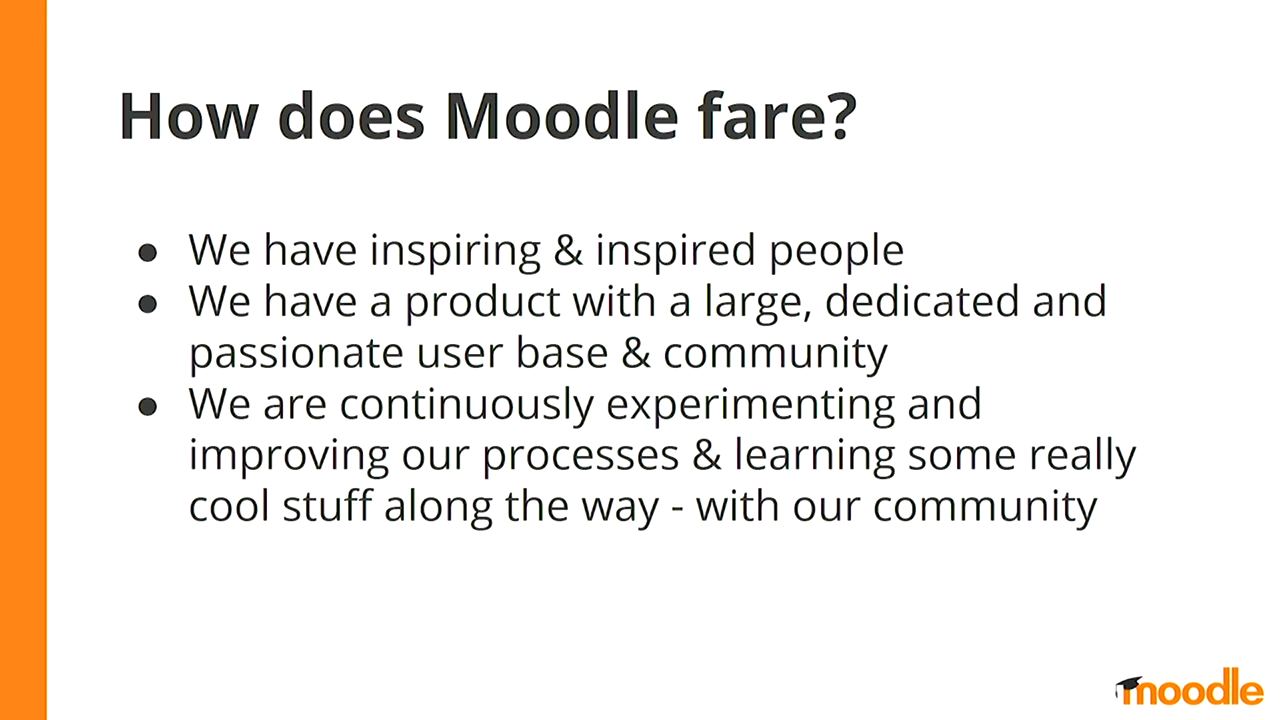 How does Moodle fare?
● We have inspiring & inspired people
● We have a product with a large, dedicated and
passionate user base & community
● We are continuously experimenting and
improving our processes & learning some really
cool stuff along the way - with our community
moodle